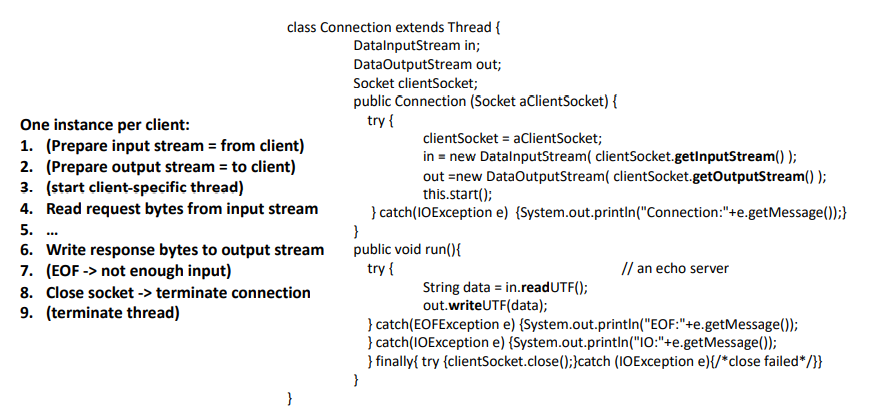 class Connection extends Thread {
DataInputStream in;
DataOutputStream out;
Socket clientSocket;
public Connection (Socket aClientSocket) {
try {
clientSocket = aClientSocket;
in = new DataInputStream( clientSocket.getInputStream() );
out =new DataOutputStream( clientSocket.getOutputStream() );
this.start();
} catch(IOException e) {System.out.println("Connection:"+e.getMessage());}
}
public void run(){
try { // an echo server
String data = in.readUTF();
out.writeUTF(data);
} catch(EOFException e) {System.out.println("EOF:"+e.getMessage());
} catch(IOException e) {System.out.println("IO:"+e.getMessage());
} finally{ try {clientSocket.close();}catch (IOException e){/*close failed*/}}
}
}
One instance per client:
1. (Prepare input stream = from client)
2. (Prepare output stream = to client)
3. (start client-specific thread)
4. Read request bytes from input stream
5. ...
6. Write response bytes to output stream
7. (EOF -> not enough input)
8. Close socket -> terminate connection
9. (terminate thread)